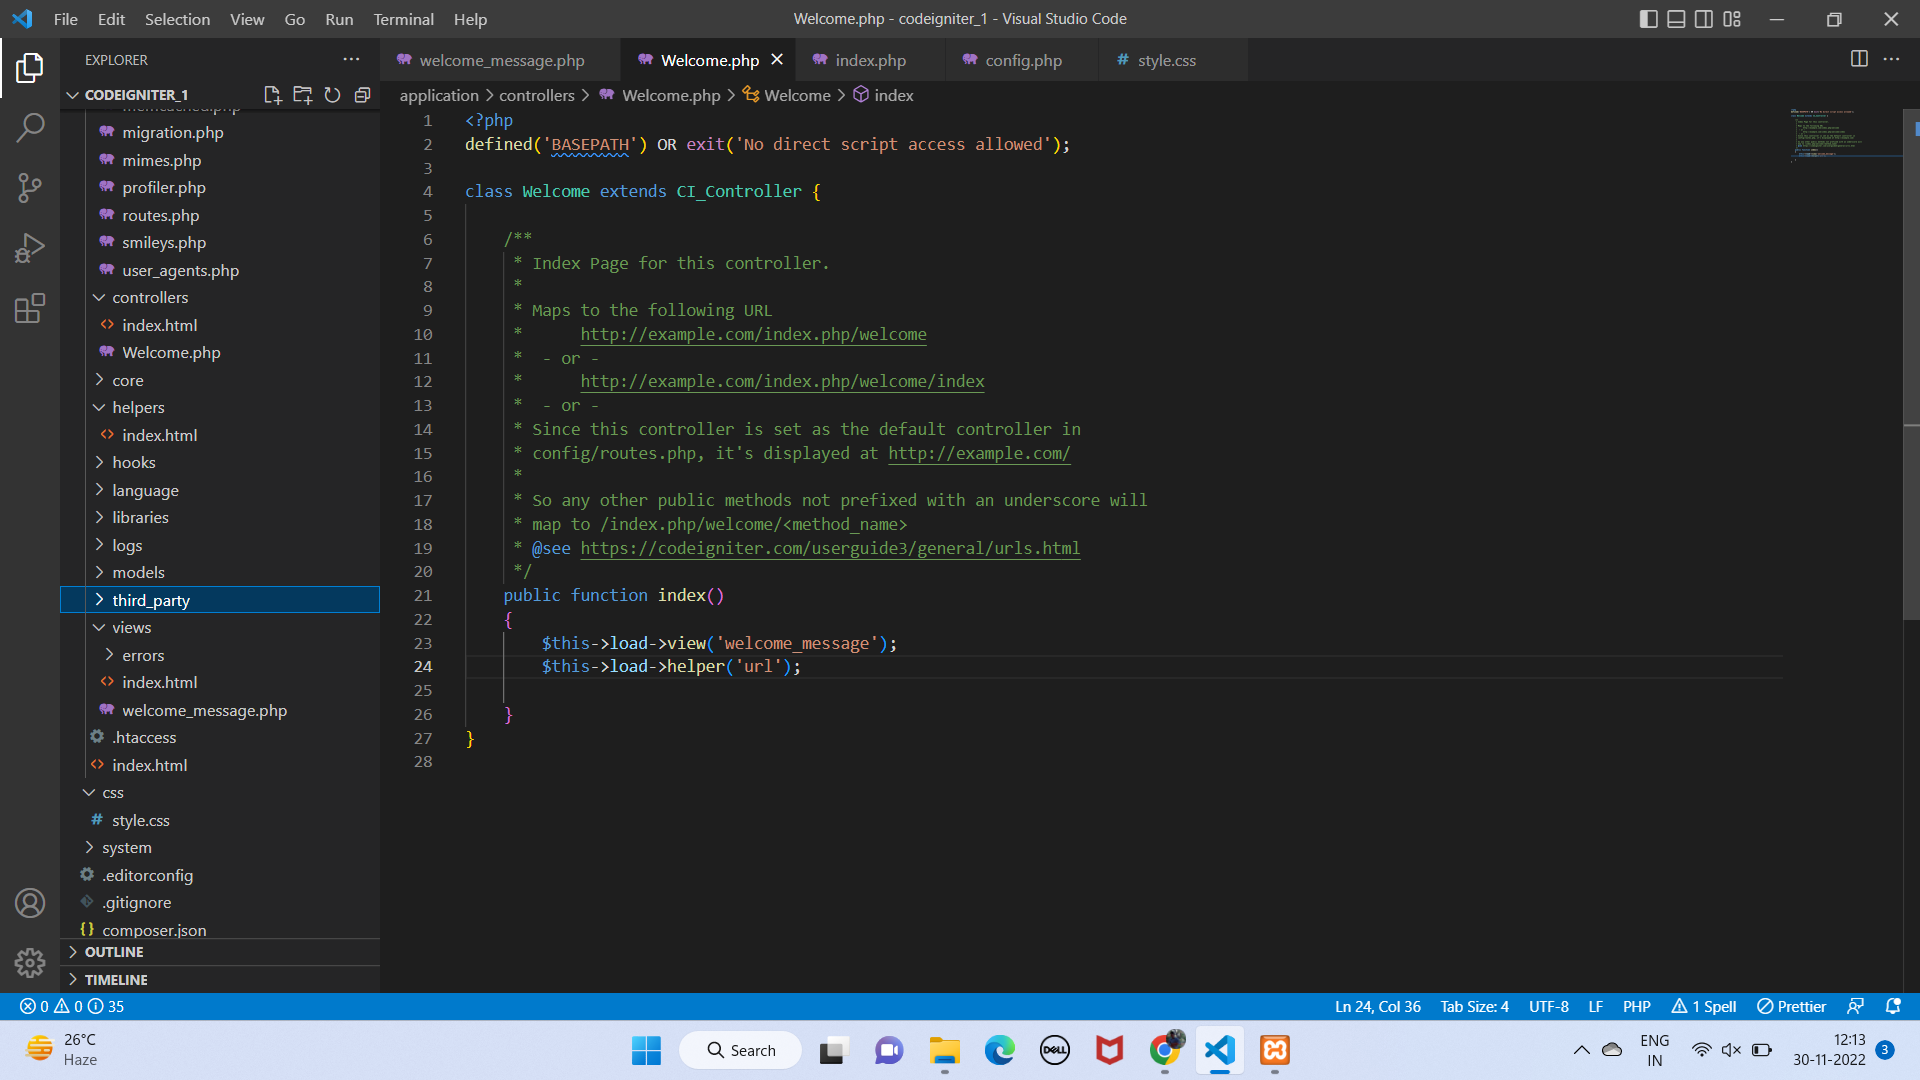 File Edit Selection View Go Run Terminal Help
Welcome.php - codeigniter_1 - Visual Studio Code
EXPLORER
CODEIGNITER_1
migration.php
mimes.php
profiler.php
routes.php
smileys.php
user_agents.php
controllers
index.html
Welcome.php
core
helpers
index.html
hooks
language
libraries
logs
models
third_party
views
errors
index.html
welcome_message.php
.htaccess
index.html
css
style.css
system
.editorconfig
.gitignore
composer.json
OUTLINE
TIMELINE
welcome_message.php Welcome.php index.php config.php style.css
application > controllers > Welcome.php > Welcome > index
1 <?php
2 defined('BASEPATH') OR exit('No direct script access allowed');
3
4 class Welcome extends CI_Controller {
5
6 /**
7 * Index Page for this controller.
8 *
9 * Maps to the following URL
10 * http://example.com/index.php/welcome
11 * - or -
12 * http://example.com/index.php/welcome/index
13 * - or -
14 * Since this controller is set as the default controller in
15 * config/routes.php, it's displayed at http://example.com/
16 *
17 * So any other public methods not prefixed with an underscore will
18 * map to /index.php/welcome/<method_name>
19 * @see https://codeigniter.com/userguide3/general/urls.html
20 */
21 public function index()
22 {
23 $this->load->view('welcome_message');
24 $this->load->helper('url');
25
26 }
27 }
28
0 0 35
Ln 24, Col 36 Tab Size: 4 UTF-8 LF PHP 1 Spell Prettier
26°C
Haze
Search
DELL
ENG
IN
12:13
30-11-2022
3